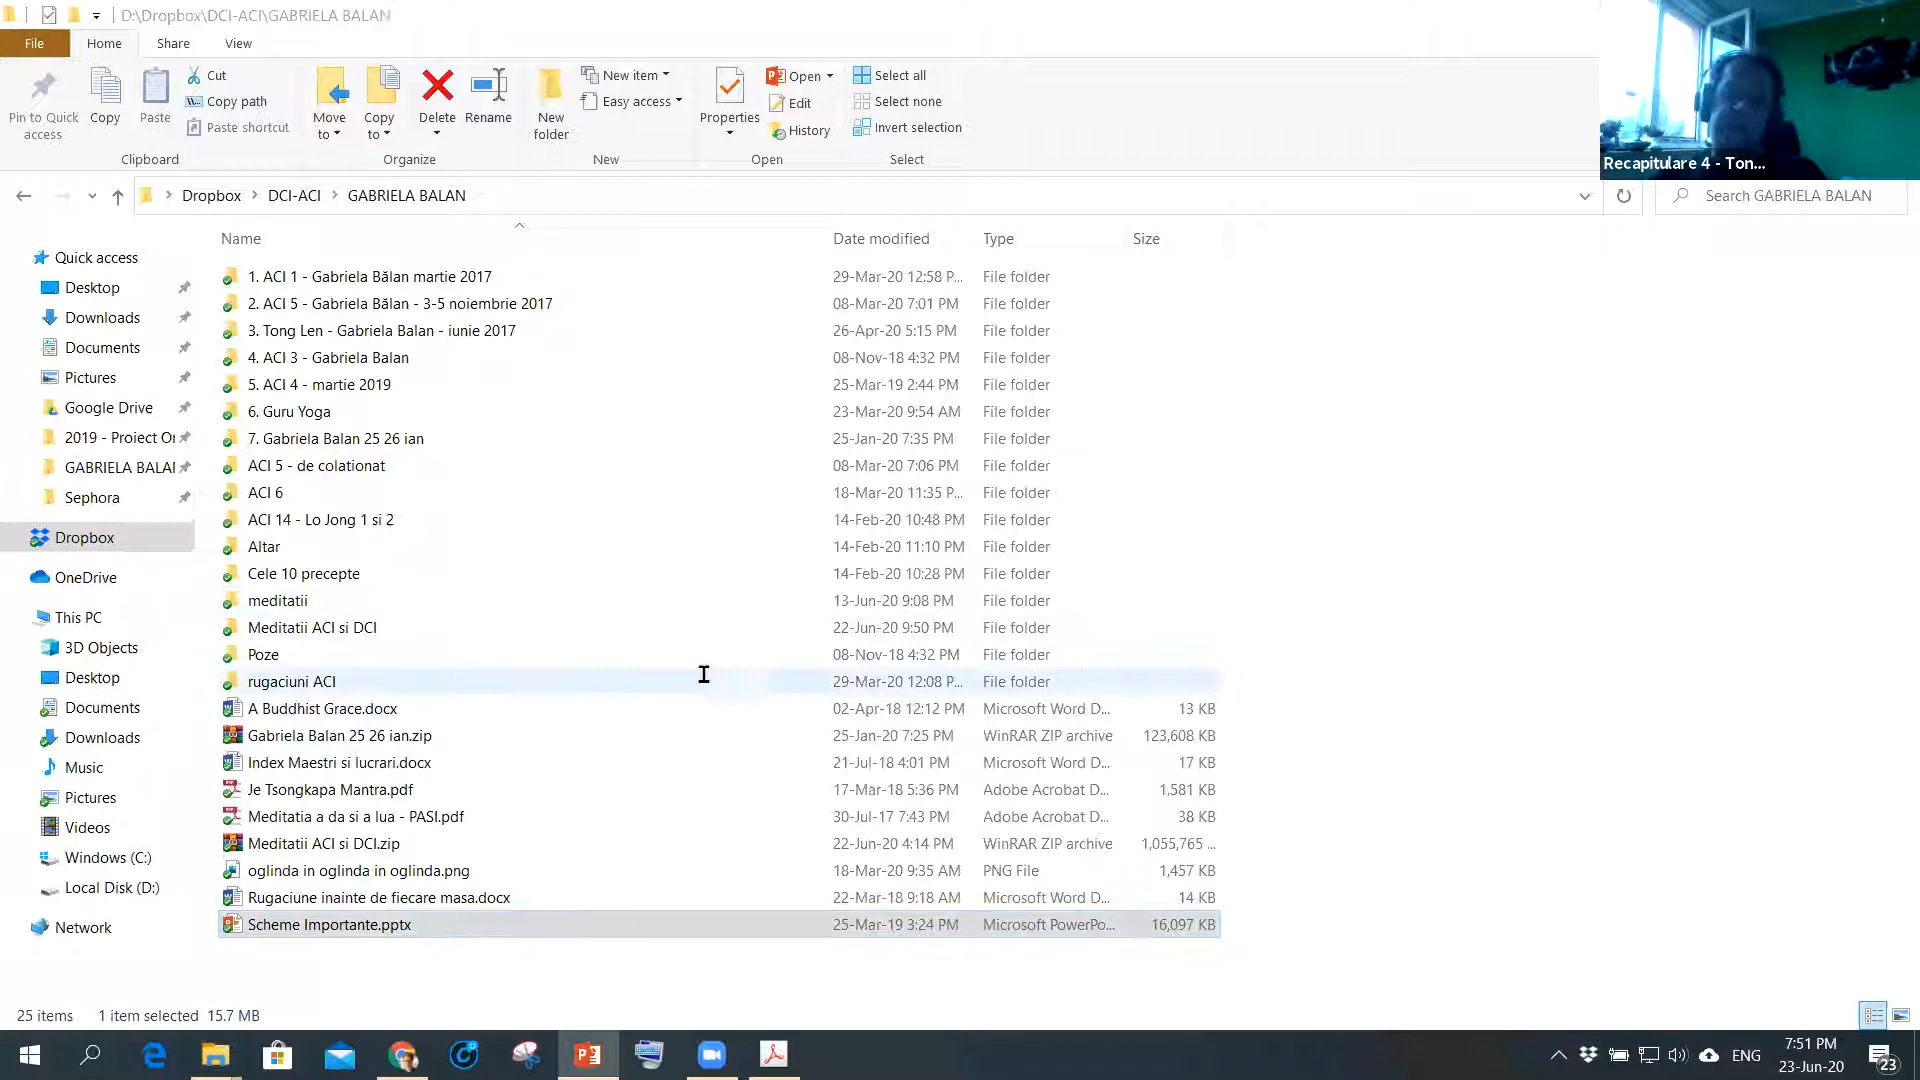 D:\Dropbox\DCI-ACI\GABRIELA BALAN
File Home Share View
Pin to Quick access
Copy
Paste
Cut
Copy path
Paste shortcut
Clipboard
Move to
Copy to
Delete
Rename
Organize
New folder
New item
Easy access
New
Properties
Open
Edit
History
Open
Select all
Select none
Invert selection
Select
Recapitulare 4 - Ton...
Dropbox DCI-ACI GABRIELA BALAN
Search GABRIELA BALAN
Quick access
Desktop
Downloads
Documents
Pictures
Google Drive
2019 - Proiect Or
GABRIELA BALAN
Sephora
Dropbox
OneDrive
This PC
3D Objects
Desktop
Documents
Downloads
Music
Pictures
Videos
Windows (C:)
Local Disk (D:)
Network
Name Date modified Type Size
1. ACI 1 - Gabriela Bălan martie 2017 29-Mar-20 12:58 P... File folder
2. ACI 5 - Gabriela Bălan - 3-5 noiembrie 2017 08-Mar-20 7:01 PM File folder
3. Tong Len - Gabriela Balan - iunie 2017 26-Apr-20 5:15 PM File folder
4. ACI 3 - Gabriela Balan 08-Nov-18 4:32 PM File folder
5. ACI 4 - martie 2019 25-Mar-19 2:44 PM File folder
6. Guru Yoga 23-Mar-20 9:54 AM File folder
7. Gabriela Balan 25 26 ian 25-Jan-20 7:35 PM File folder
ACI 5 - de colationat 08-Mar-20 7:06 PM File folder
ACI 6 18-Mar-20 11:35 P... File folder
ACI 14 - Lo Jong 1 si 2 14-Feb-20 10:48 PM File folder
Altar 14-Feb-20 11:10 PM File folder
Cele 10 precepte 14-Feb-20 10:28 PM File folder
meditatii 13-Jun-20 9:08 PM File folder
Meditatii ACI si DCI 22-Jun-20 9:50 PM File folder
Poze 08-Nov-18 4:32 PM File folder
rugaciuni ACI 29-Mar-20 12:08 P... File folder
A Buddhist Grace.docx 02-Apr-18 12:12 PM Microsoft Word D... 13 KB
Gabriela Balan 25 26 ian.zip 25-Jan-20 7:25 PM WinRAR ZIP archive 123,608 KB
Index Maestri si lucrari.docx 21-Jul-18 4:01 PM Microsoft Word D... 17 KB
Je Tsongkapa Mantra.pdf 17-Mar-18 5:36 PM Adobe Acrobat D... 1,581 KB
Meditatia a da si a lua - PASI.pdf 30-Jul-17 7:43 PM Adobe Acrobat D... 38 KB
Meditatii ACI si DCI.zip 22-Jun-20 4:14 PM WinRAR ZIP archive 1,055,765 ...
oglinda in oglinda in oglinda.png 18-Mar-20 9:35 AM PNG File 1,457 KB
Rugaciune inainte de fiecare masa.docx 22-Mar-18 9:18 AM Microsoft Word D... 14 KB
Scheme Importante.pptx 25-Mar-19 3:24 PM Microsoft PowerPo... 16,097 KB
25 items 1 item selected 15.7 MB
ENG
7:51 PM
23-Jun-20
23